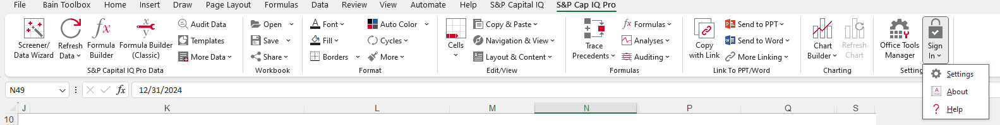 File Bain Toolbox Home Insert Draw Page Layout Formulas Data Review View Automate Help S&P Capital IQ S&P Cap IQ Pro
Screener/ Data Wizard
Refresh Data
fx Formula Builder
x/y Formula Builder (Classic)
Audit Data
Templates
More Data
S&P Capital IQ Pro Data
Open
Save
Share
Workbook
A Font
Fill
Borders
Auto Color
Cycles
More
Format
Cells
Copy & Paste
Navigation & View
Layout & Content
Edit/View
Trace Precedents
fx Formulas
Analyses
Auditing
Formulas
Copy with Link
Send to PPT
Send to Word
More Linking
Link To PPT/Word
Chart Builder
Refresh Chart
Charting
Office Tools Manager
Sign In
Setting
Settings
A About
? Help
N49 fx 12/31/2024
J K L M N P Q S
10